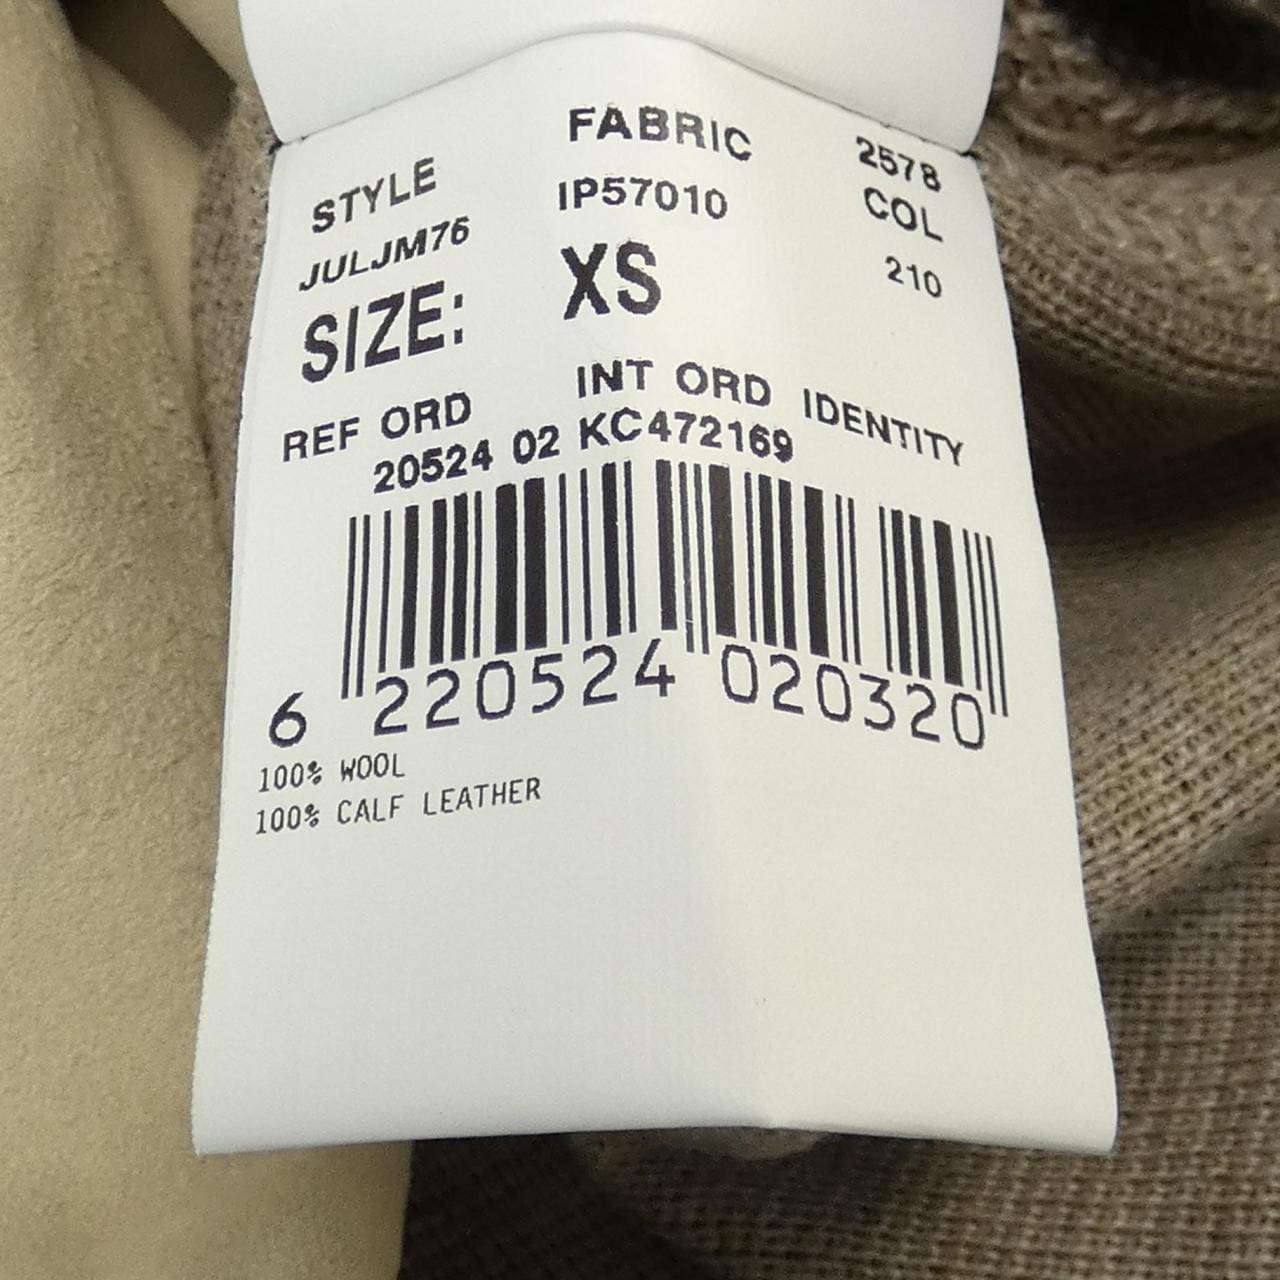 FABRIC 2578
STYLE IP57010 COL
JULJM76 210
SIZE: XS
REF ORD INT ORD IDENTITY
20524 02 KC472169
6 220524 020320
100% WOOL
100% CALF LEATHER